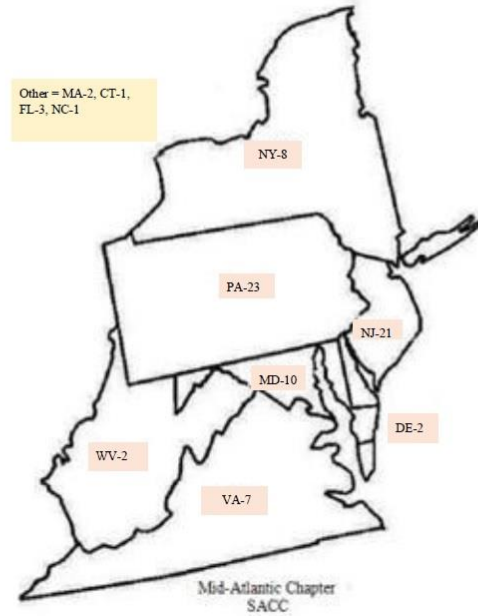 Other = MA-2, CT-1,
FL-3, NC-1
NY-8
PA-23
NJ-21
MD-10
DE-2
WV-2
VA-7
Mid-Atlantic Chapter
SACC